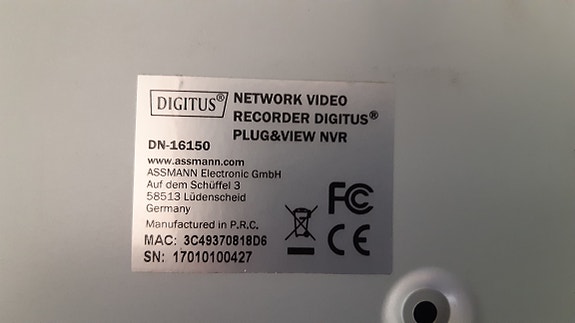 DIGITUS® NETWORK VIDEO
RECORDER DIGITUS®
PLUG&VIEW NVR
DN-16150
www.assmann.com
ASSMANN Electronic GmbH
Auf dem Schüffel 3
58513 Lüdenscheid
Germany
Manufactured in P.R.C.
MAC: 3C49370818D6
SN: 17010100427
FC
CE